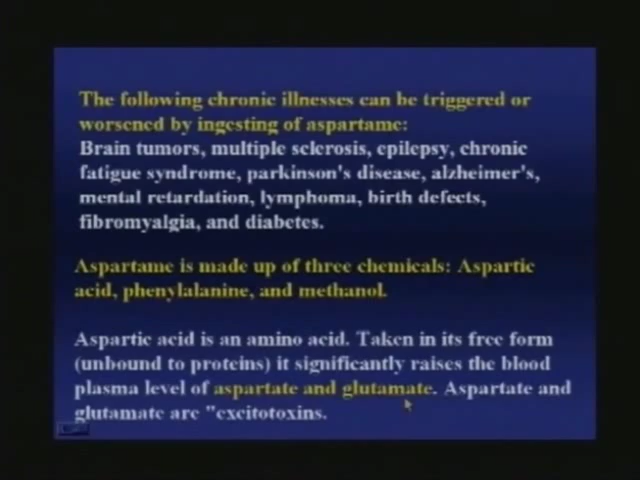 The following chronic illnesses can be triggered or
worsened by ingesting of aspartame:
Brain tumors, multiple sclerosis, epilepsy, chronic
fatigue syndrome, parkinson's disease, alzheimer's,
mental retardation, lymphoma, birth defects,
fibromyalgia, and diabetes.
Aspartame is made up of three chemicals: Aspartic
acid, phenylalanine, and methanol.
Aspartic acid is an amino acid. Taken in its free form
(unbound to proteins) it significantly raises the blood
plasma level of aspartate and glutamate. Aspartate and
glutamate are "excitotoxins.